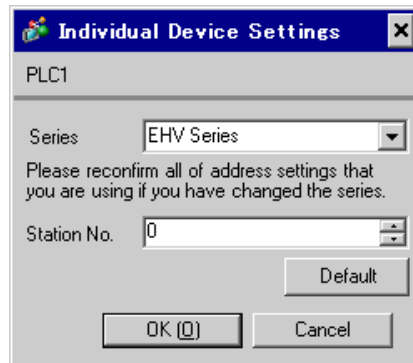 Individual Device Settings
PLC1
Series EHV Series
Please reconfirm all of address settings that
you are using if you have changed the series.
Station No. 0
Default
OK (O) Cancel